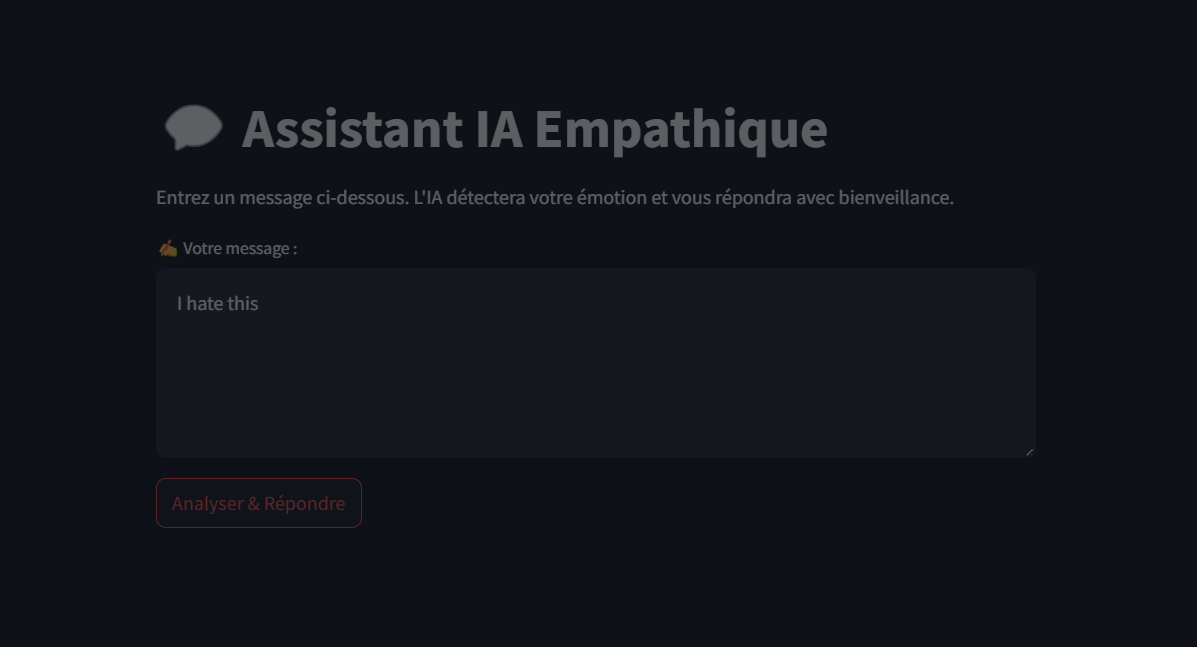 Assistant IA Empathique
Entrez un message ci-dessous. L'IA détectera votre émotion et vous répondra avec bienveillance.
Votre message :
I hate this
Analyser & Répondre